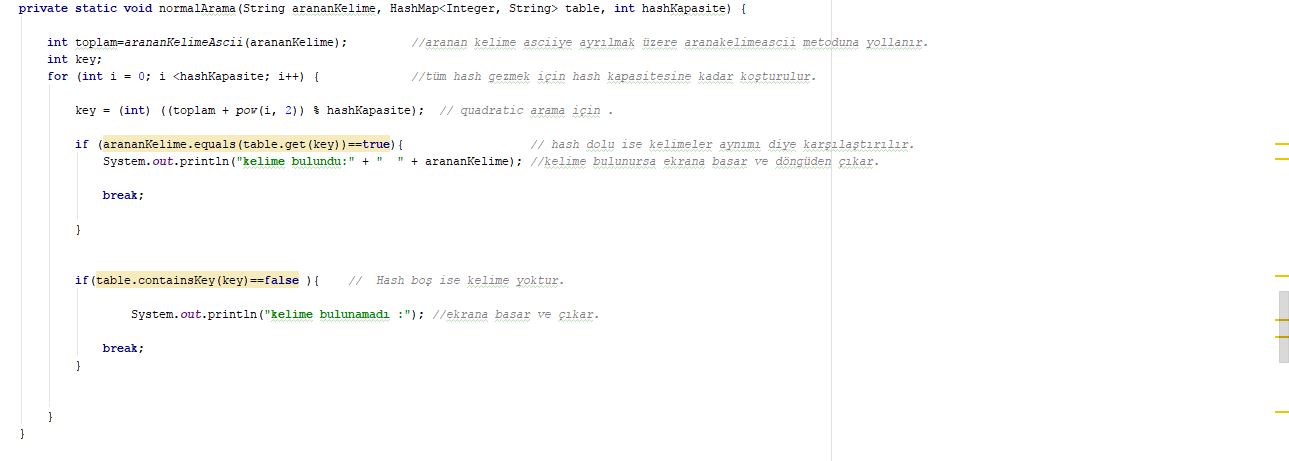 private static void normalArama(String arananKelime, HashMap<Integer, String> table, int hashKapasite) {
int toplam=arananKelimeAscii(arananKelime); //aranan kelime asciiye ayrılmak üzere aranakelimeascii metoduna yollanır.
int key;
for (int i = 0; i <hashKapasite; i++) { //tüm hash gezmek için hash kapasitesine kadar koşturulur.
key = (int) ((toplam + pow(i, 2)) % hashKapasite); // quadratic arama için .
if (arananKelime.equals(table.get(key))==true){ // hash dolu ise kelimeler aynımı diye karşılaştırılır.
System.out.println("kelime bulundu:" + " " + arananKelime); //kelime bulunursa ekrana basar ve döngüden çıkar.
break;
}
if(table.containsKey(key)==false ){ // Hash boş ise kelime yoktur.
System.out.println("kelime bulunamadı :"); //ekrana basar ve çıkar.
break;
}
}
}